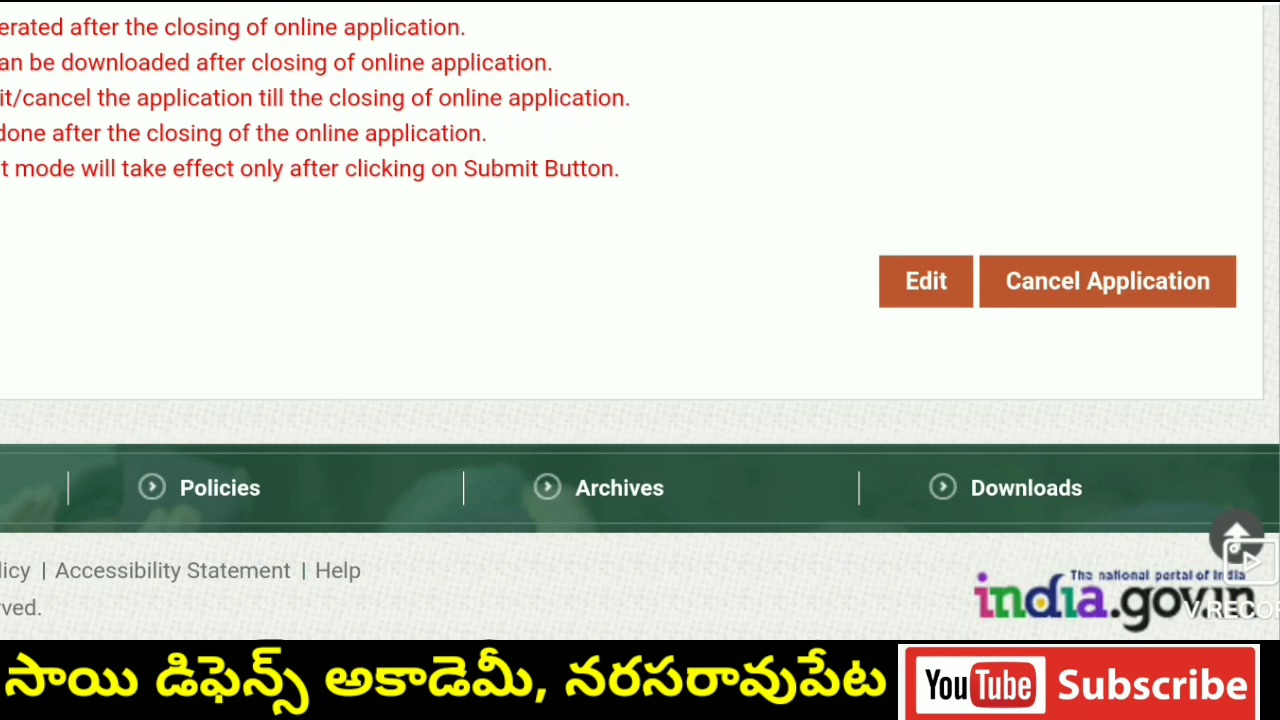 erated after the closing of online application.
an be downloaded after closing of online application.
it/cancel the application till the closing of online application.
done after the closing of the online application.
t mode will take effect only after clicking on Submit Button.
Edit
Cancel Application
Policies
Archives
Downloads
licy | Accessibility Statement | Help
rved.
The national portal of India
india.gov.in
V RECOR
సాయి డిఫెన్స్ అకాడెమీ, నరసరావుపేట
YouTube Subscribe